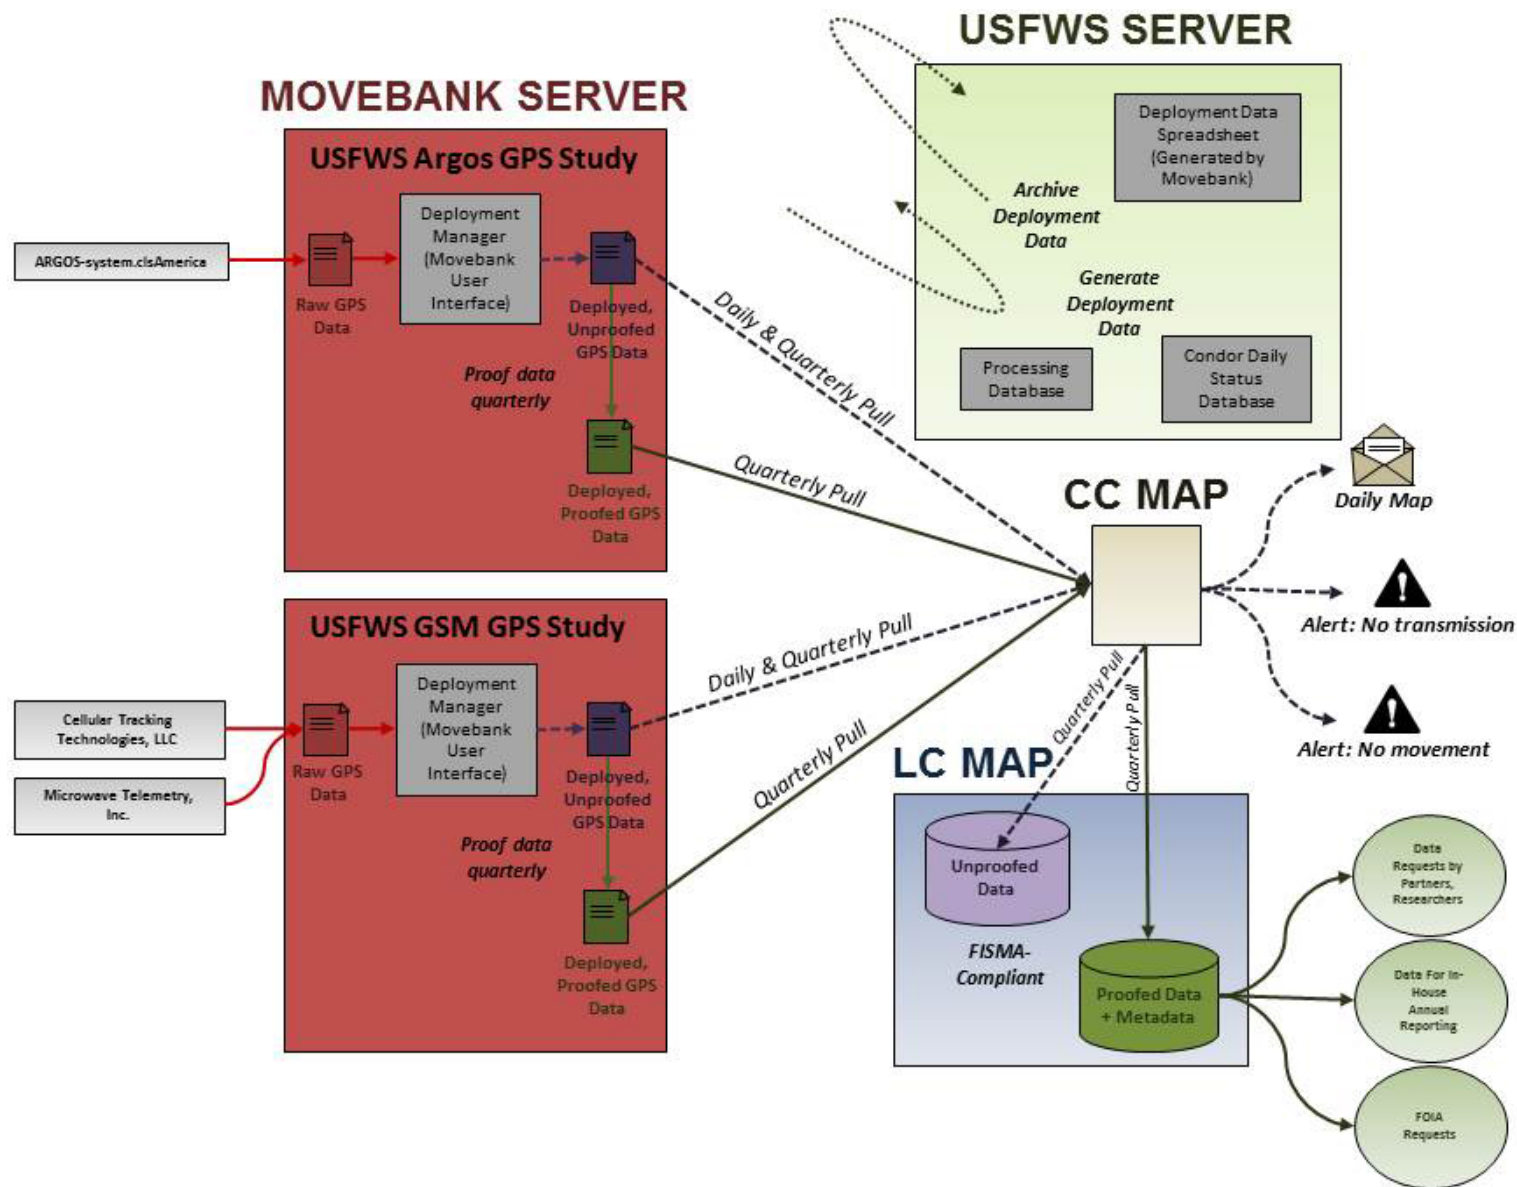 USFWS SERVER
MOVEBANK SERVER
USFWS Argos GPS Study
ARGOS-system.clsAmerica
Raw GPS
Data
Deployment
Manager
(Movebank
User
Interface)
Deployed,
Unproofed
GPS Data
Proof data
quarterly
Deployed,
Proofed GPS
Data
Daily & Quarterly Pull
Quarterly Pull
Deployment Data
Spreadsheet
(Generated by
Movebank)
Archive
Deployment
Data
Generate
Deployment
Data
Processing
Database
Condor Daily
Status
Database
CC MAP
Daily Map
Alert: No transmission
Alert: No movement
USFWS GSM GPS Study
Cellular Tracking
Technologies, LLC
Microwave Telemetry,
Inc.
Raw GPS
Data
Deployment
Manager
(Movebank
User
Interface)
Deployed,
Unproofed
GPS Data
Proof data
quarterly
Deployed,
Proofed GPS
Data
Daily & Quarterly Pull
Quarterly Pull
Quarterly Pull
Quarterly Pull
LC MAP
Unproofed
Data
FISMA-
Compliant
Proofed Data
+ Metadata
Data
Requests by
Partners,
Researchers
Data For In-
House
Annual
Reporting
FOIA
Requests